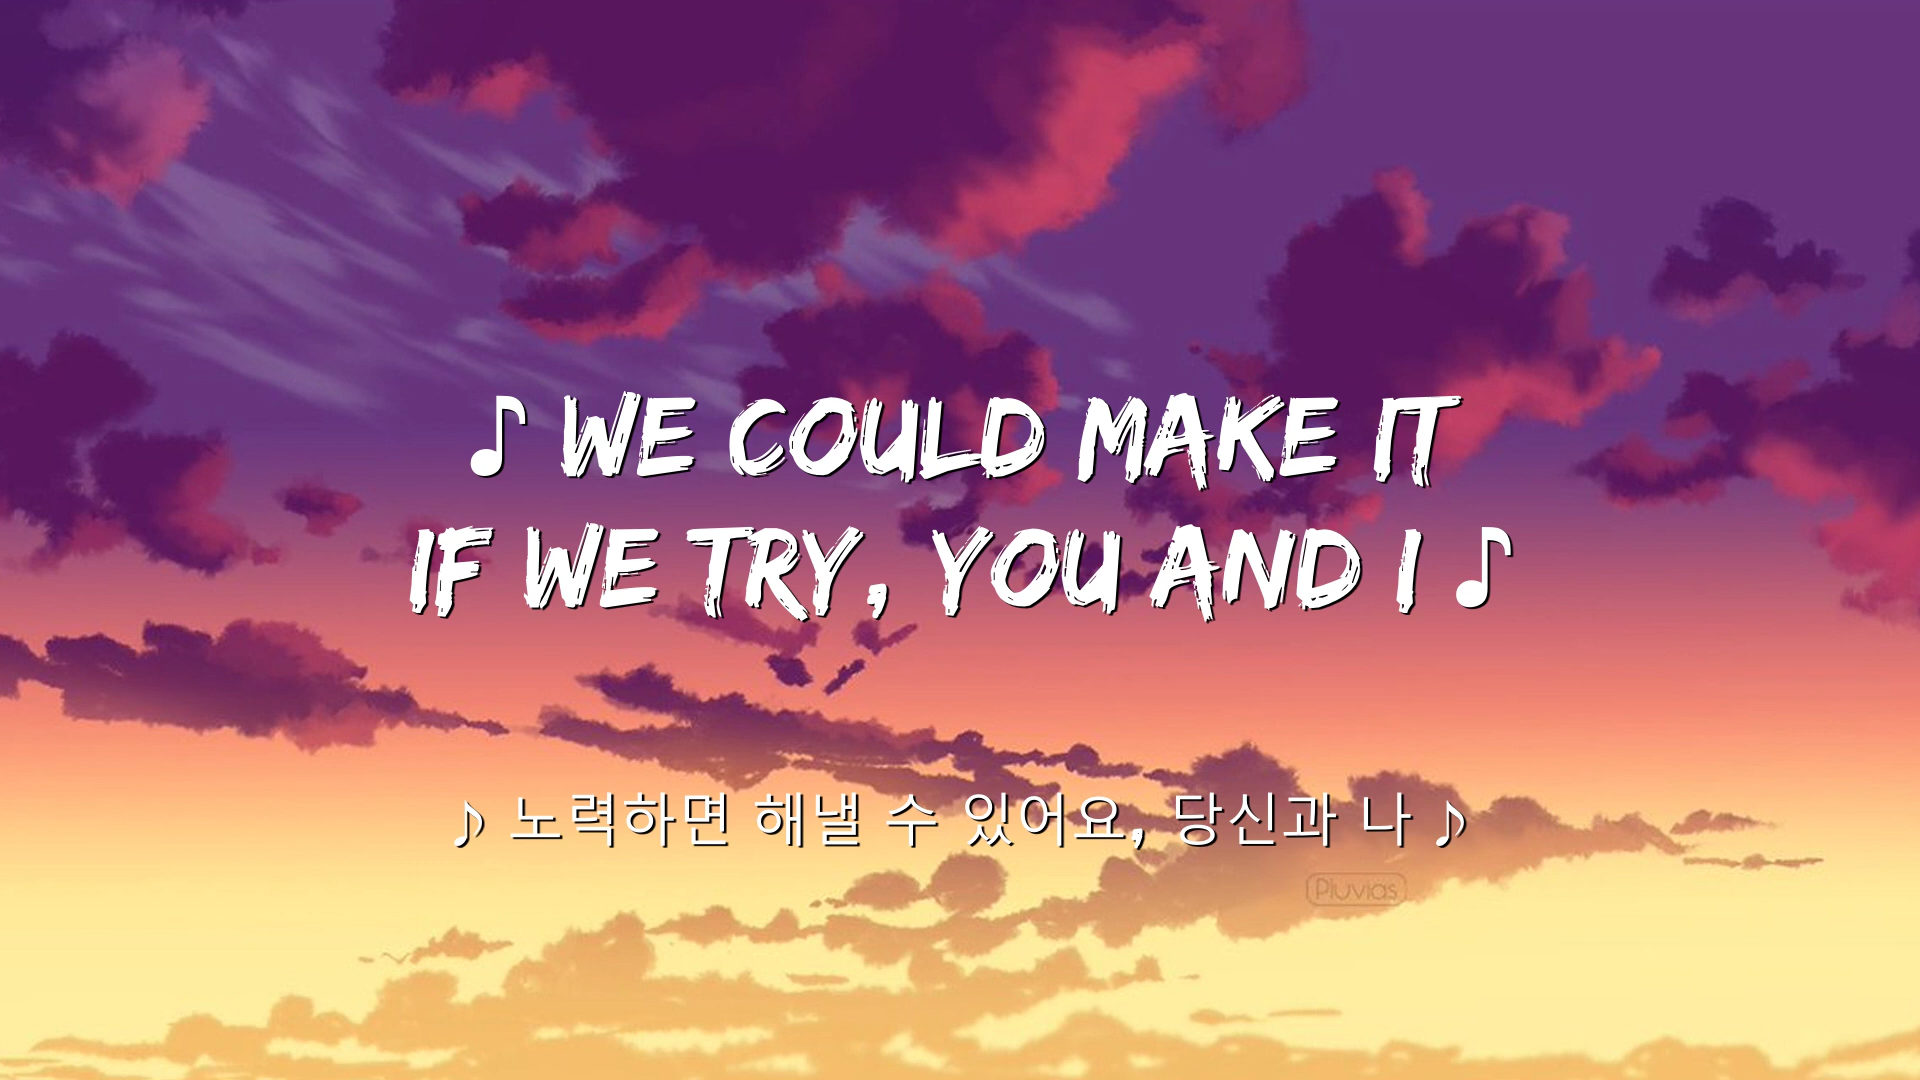 ♪ WE COULD MAKE IT
IF WE TRY, YOU AND I ♪
♪ 노력하면 해낼 수 있어요, 당신과 나 ♪
Pluvias